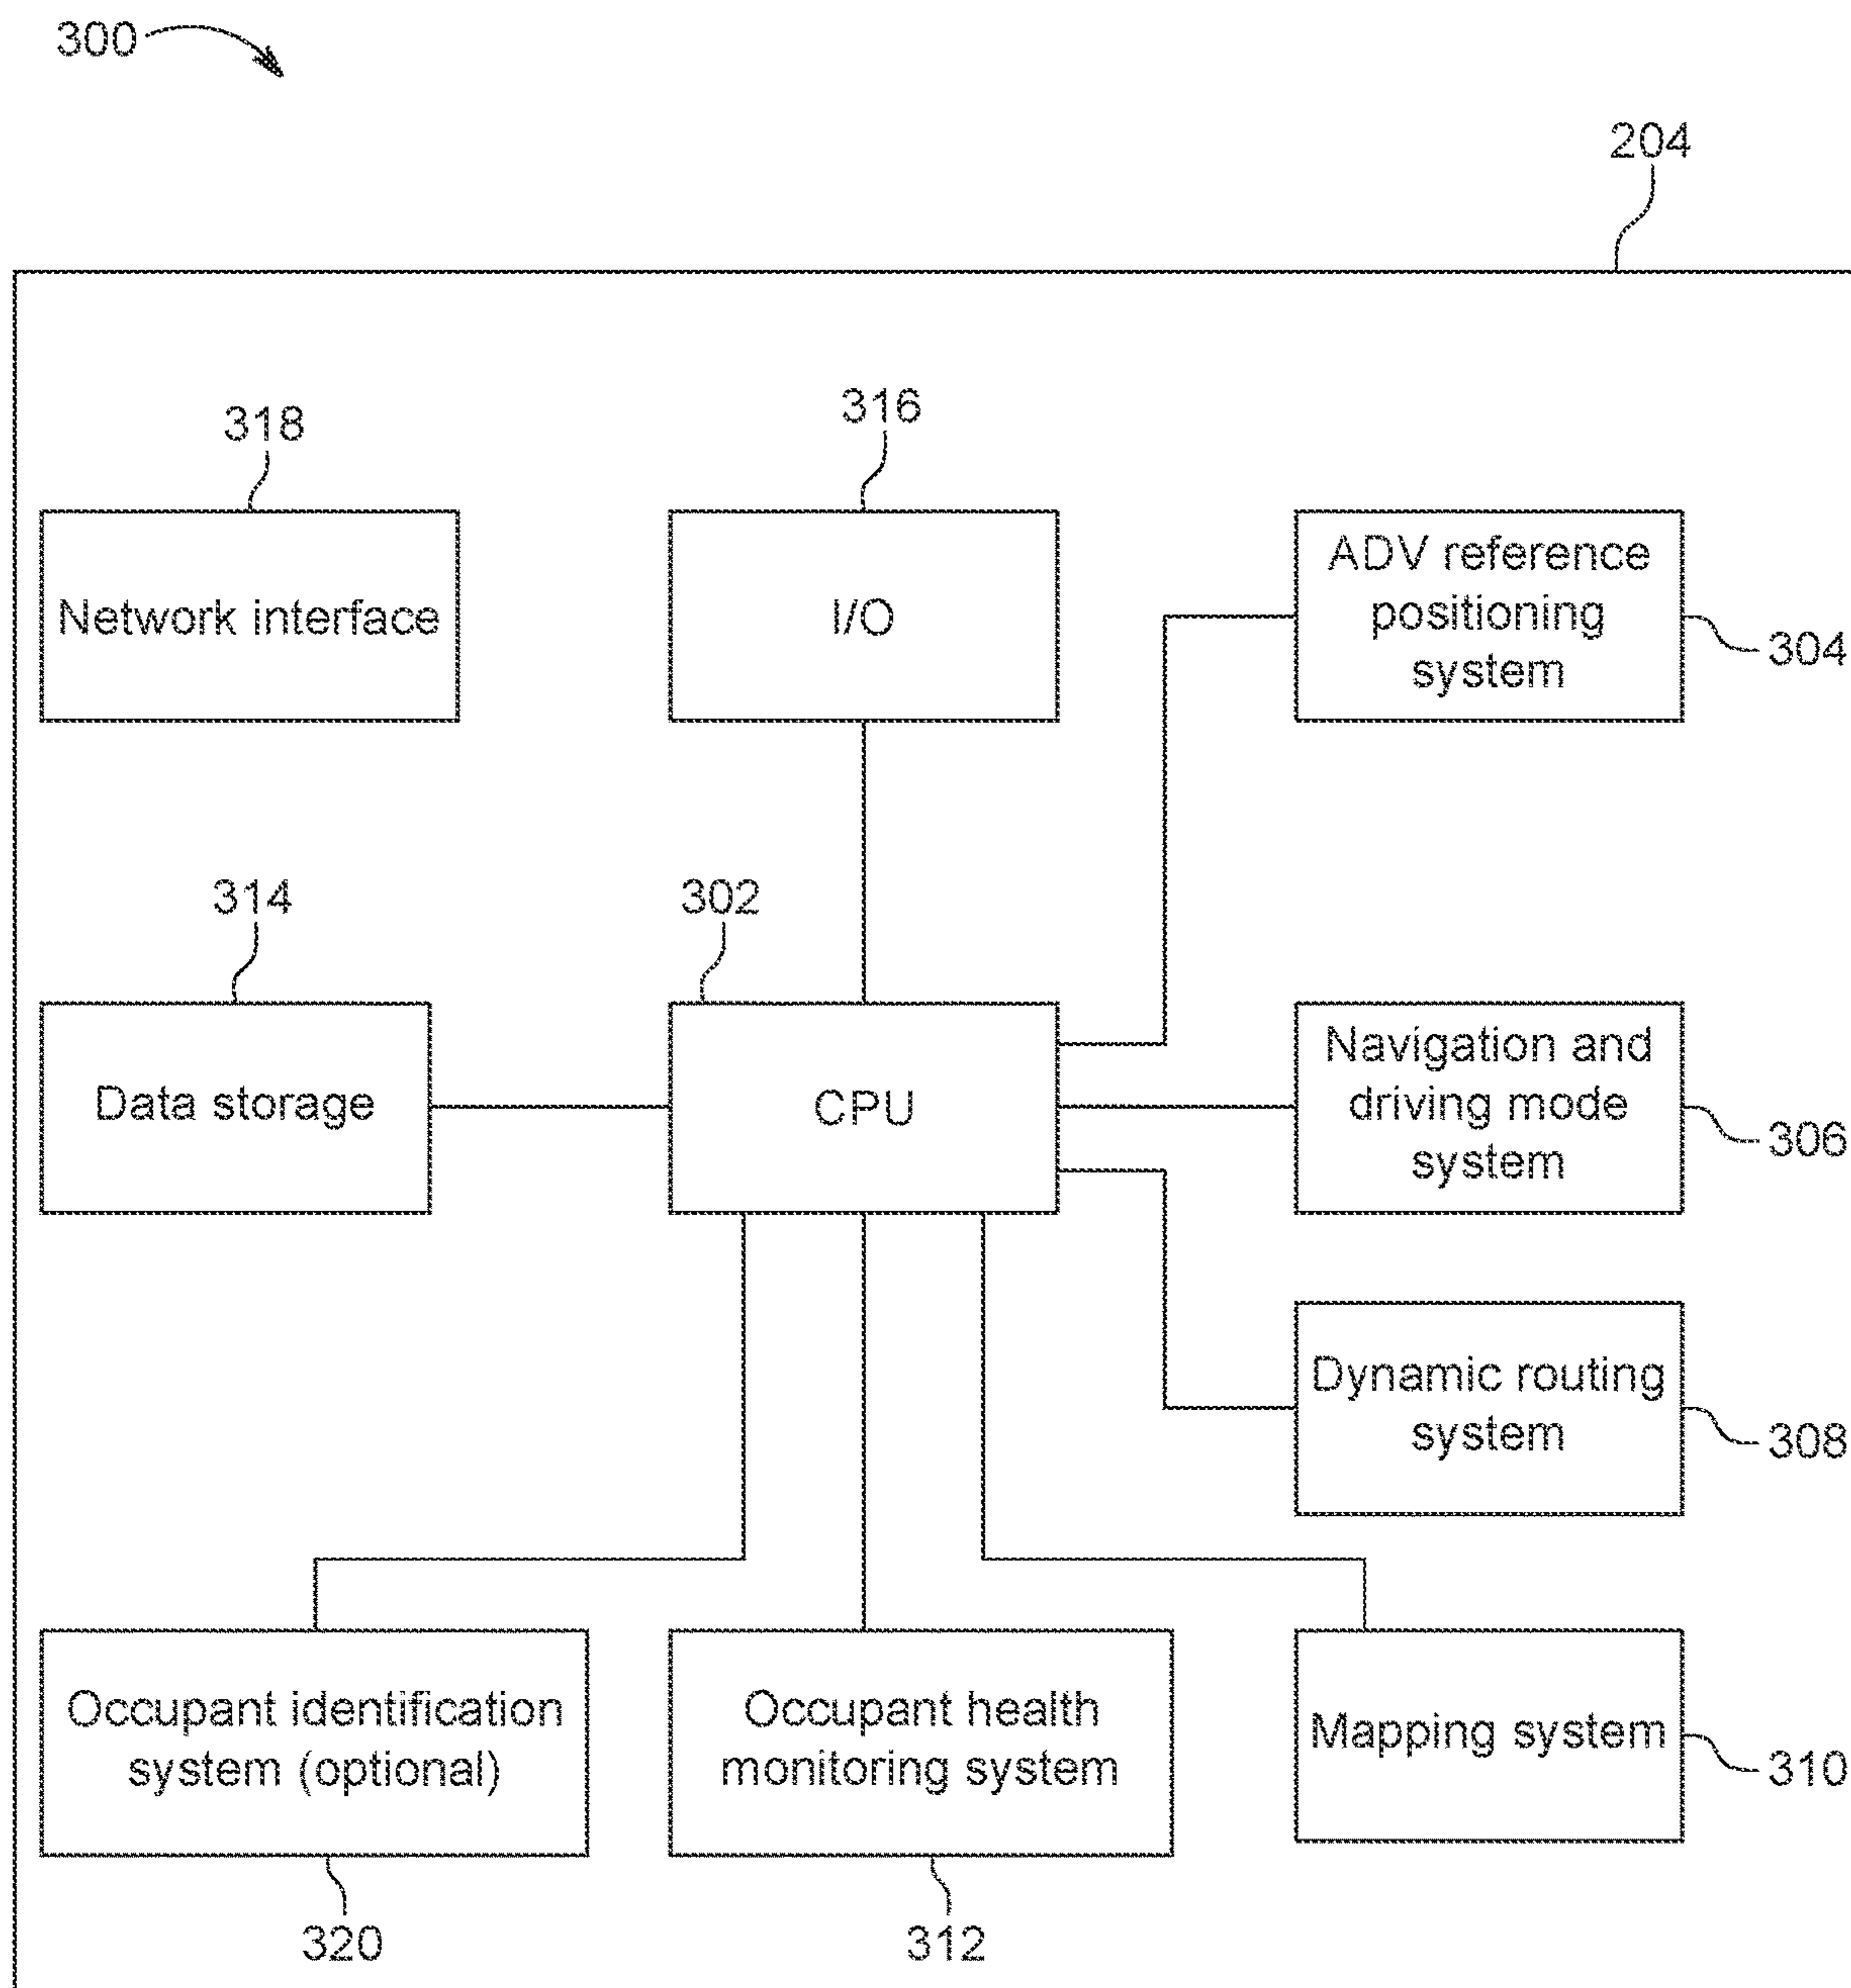 300
204
318
316
Network interface
I/O
ADV reference
positioning
system
304
314
302
Data storage
CPU
Navigation and
driving mode
system
306
Dynamic routing
system
308
Occupant identification
system (optional)
Occupant health
monitoring system
Mapping system
310
320
312